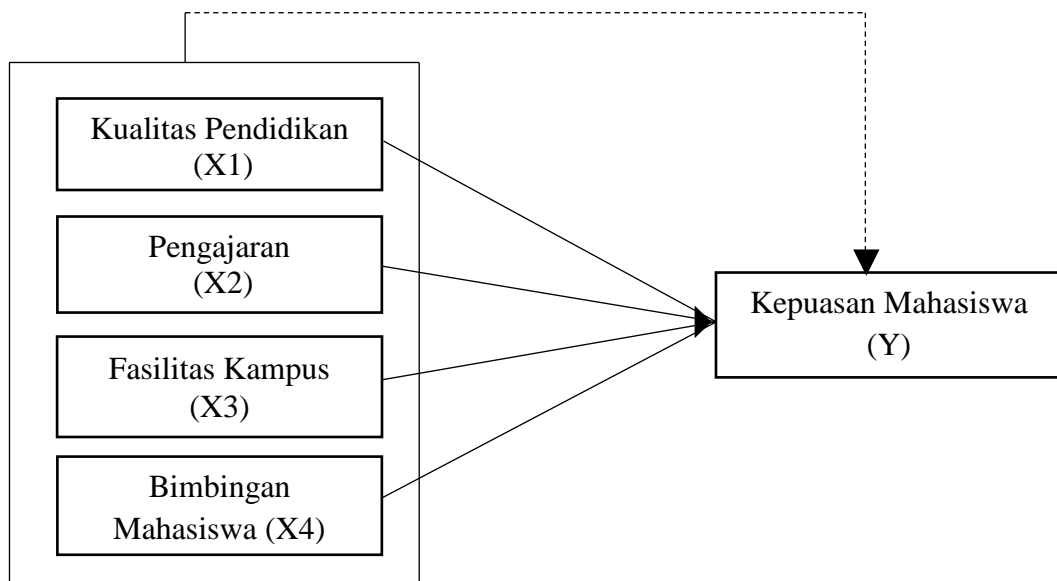 Kualitas Pendidikan
(X1)
Pengajaran
(X2)
Kepuasan Mahasiswa
(Y)
Fasilitas Kampus
(X3)
Bimbingan
Mahasiswa (X4)